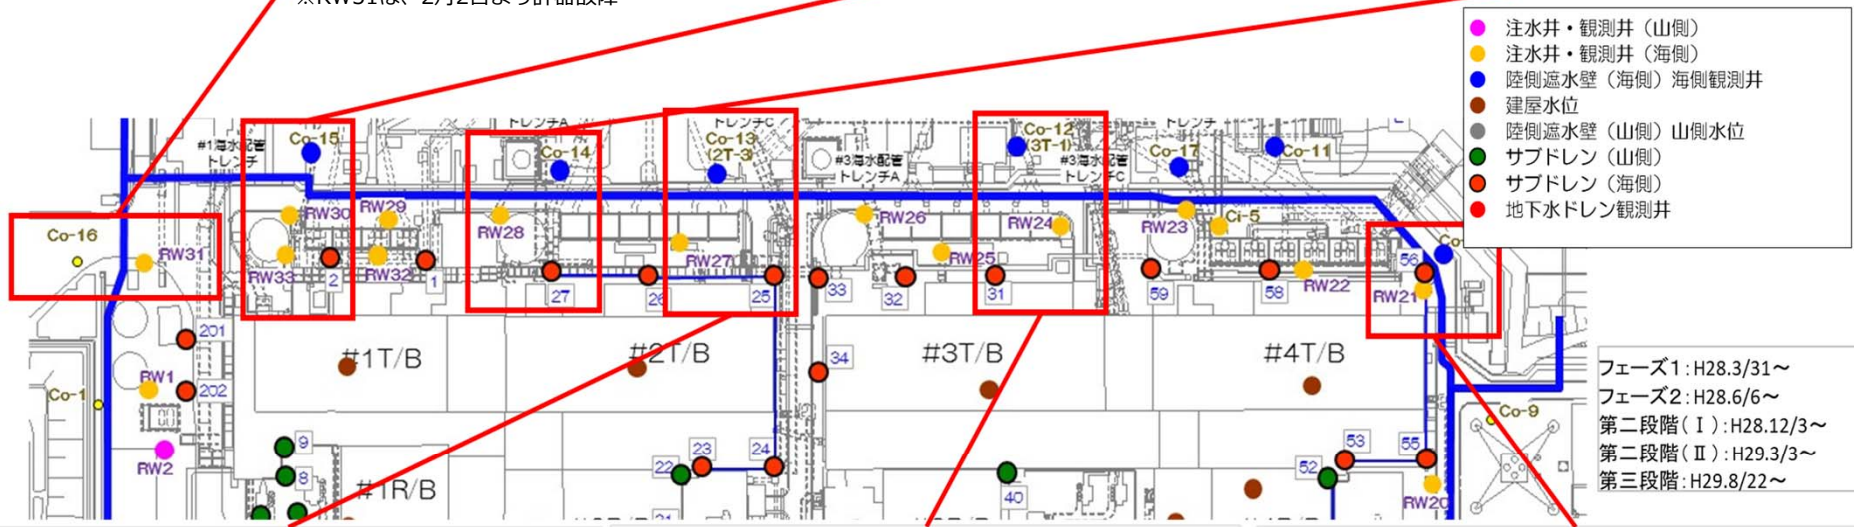 ※RW31は、2月2日より計器故障
注水井・観測井（山側）
注水井・観測井（海側）
陸側遮水壁（海側）海側観測井
建屋水位
陸側遮水壁（山側）山側水位
サブドレン（山側）
サブドレン（海側）
地下水ドレン観測井
トレンチA
トレンチC
トレンチ
Co-15
Co-14
Co-13
(2T-3)
Co-12
(3T-1)
Co-17
Co-11
#1海水配管
トレンチ
#3海水配管
トレンチA
#3海水配管
トレンチC
Co-16
RW31
RW30
RW29
RW28
RW27
RW26
RW25
RW24
RW23
Ci-5
RW33
RW32
RW22
RW21
2
1
27
26
25
33
32
31
59
58
56
201
202
34
RW1
Co-1
RW2
#1T/B
#2T/B
#3T/B
#4T/B
9
8
#1R/B
22
23
24
40
52
53
55
RW20
Co-9
フェーズ1：H28.3/31～
フェーズ2：H28.6/6～
第二段階(Ⅰ)：H28.12/3～
第二段階(Ⅱ)：H29.3/3～
第三段階：H29.8/22～